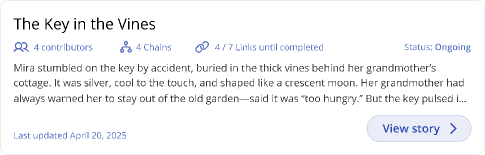 The Key in the Vines
4 contributors 4 Chains 4 / 7 Links until completed Status: Ongoing
Mira stumbled on the key by accident, buried in the thick vines behind her grandmother's
cottage. It was silver, cool to the touch, and shaped like a crescent moon. Her grandmother had
always warned her to stay out of the old garden—said it was "too hungry." But the key pulsed i...
Last updated April 20, 2025
View story